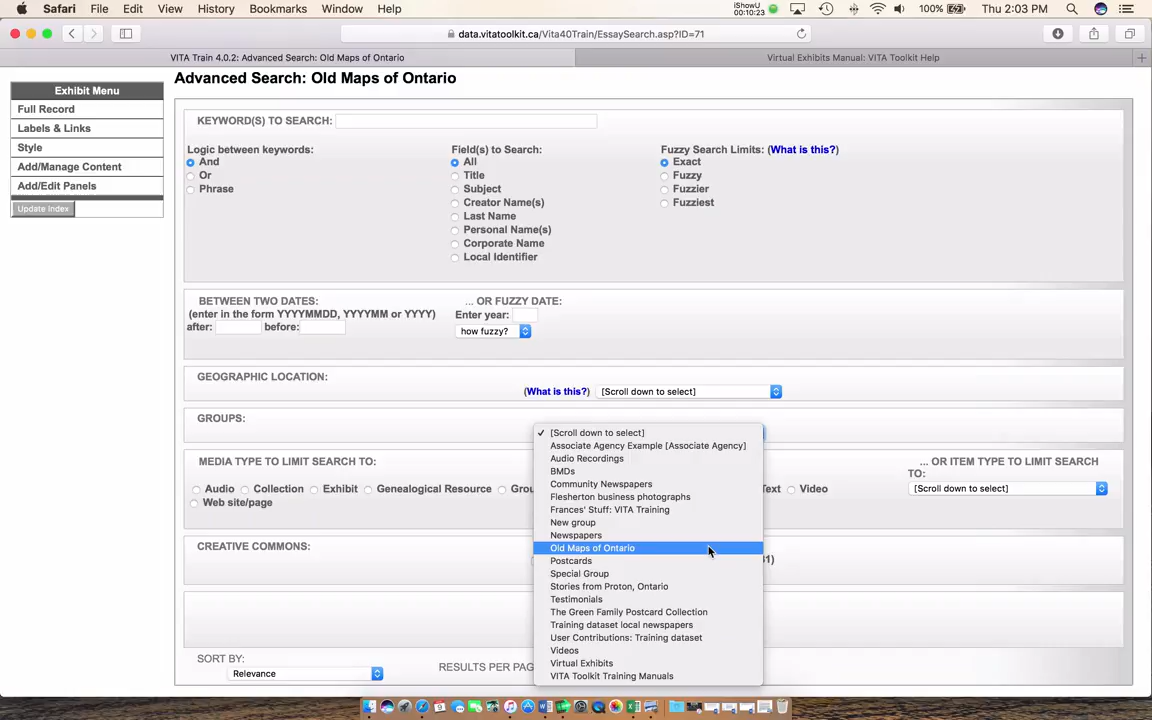 Safari File Edit View History Bookmarks Window Help iShowU 00:10:23 100% Thu 2:03 PM
data.vitatoolkit.ca/Vita40Train/EssaySearch.asp?ID=71
VITA Train 4.0.2: Advanced Search: Old Maps of Ontario Virtual Exhibits Manual: VITA Toolkit Help
Advanced Search: Old Maps of Ontario
Exhibit Menu
Full Record
Labels & Links
Style
Add/Manage Content
Add/Edit Panels
Update Index
KEYWORD(S) TO SEARCH:
Logic between keywords: Field(s) to Search: Fuzzy Search Limits: (What is this?)
And All Exact
Or Title Fuzzy
Phrase Subject Fuzzier
Creator Name(s) Fuzziest
Last Name
Personal Name(s)
Corporate Name
Local Identifier
BETWEEN TWO DATES: ... OR FUZZY DATE:
(enter in the form YYYYMMDD, YYYYMM or YYYY) Enter year:
after: before: how fuzzy?
GEOGRAPHIC LOCATION:
(What is this?) [Scroll down to select]
GROUPS:
[Scroll down to select]
Associate Agency Example [Associate Agency]
Audio Recordings
BMDs
Community Newspapers
Flesherton business photographs
Frances' Stuff: VITA Training
New group
Newspapers
Old Maps of Ontario
Postcards
Special Group
Stories from Proton, Ontario
Testimonials
The Green Family Postcard Collection
Training dataset local newspapers
User Contributions: Training dataset
Videos
Virtual Exhibits
VITA Toolkit Training Manuals
MEDIA TYPE TO LIMIT SEARCH TO: ... OR ITEM TYPE TO LIMIT SEARCH
TO:
Audio Collection Exhibit Genealogical Resource Grou Text Video [Scroll down to select]
Web site/page
CREATIVE COMMONS:
SORT BY: RESULTS PER PAG
Relevance